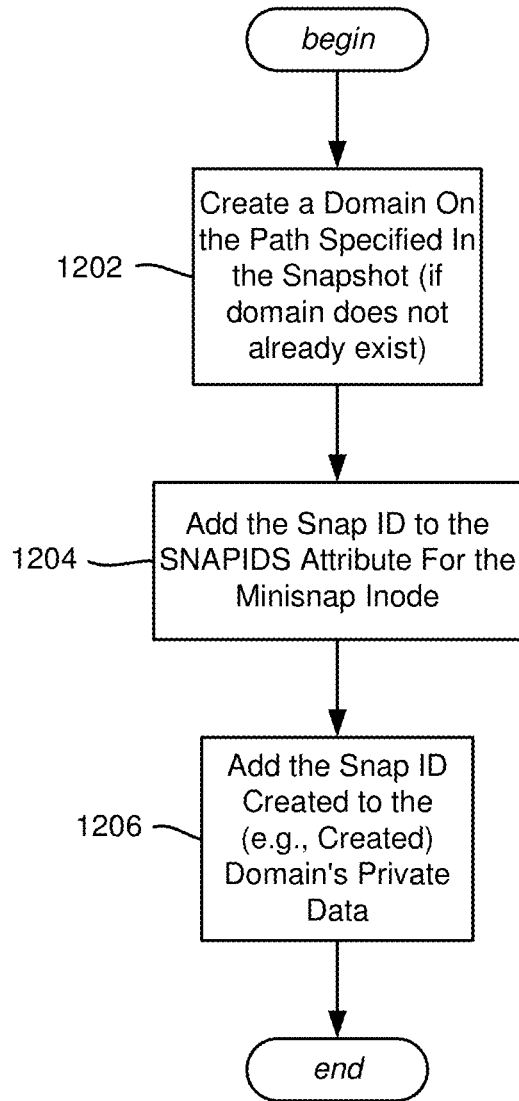 begin
Create a Domain On
the Path Specified In
the Snapshot (if
domain does not
already exist)
1202
Add the Snap ID to the
SNAPIDS Attribute For the
Minisnap Inode
1204
Add the Snap ID
Created to the
(e.g., Created)
Domain's Private
Data
1206
end